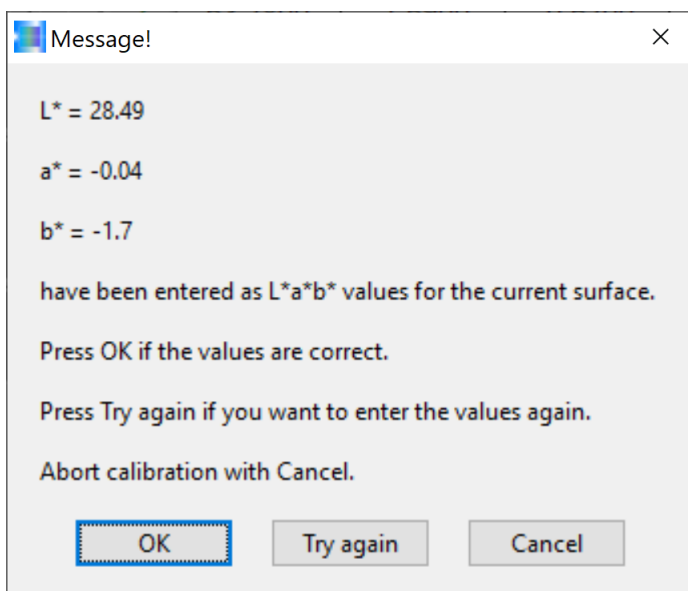 Message!
L* = 28.49
a* = -0.04
b* = -1.7
have been entered as L*a*b* values for the current surface.
Press OK if the values are correct.
Press Try again if you want to enter the values again.
Abort calibration with Cancel.
OK Try again Cancel